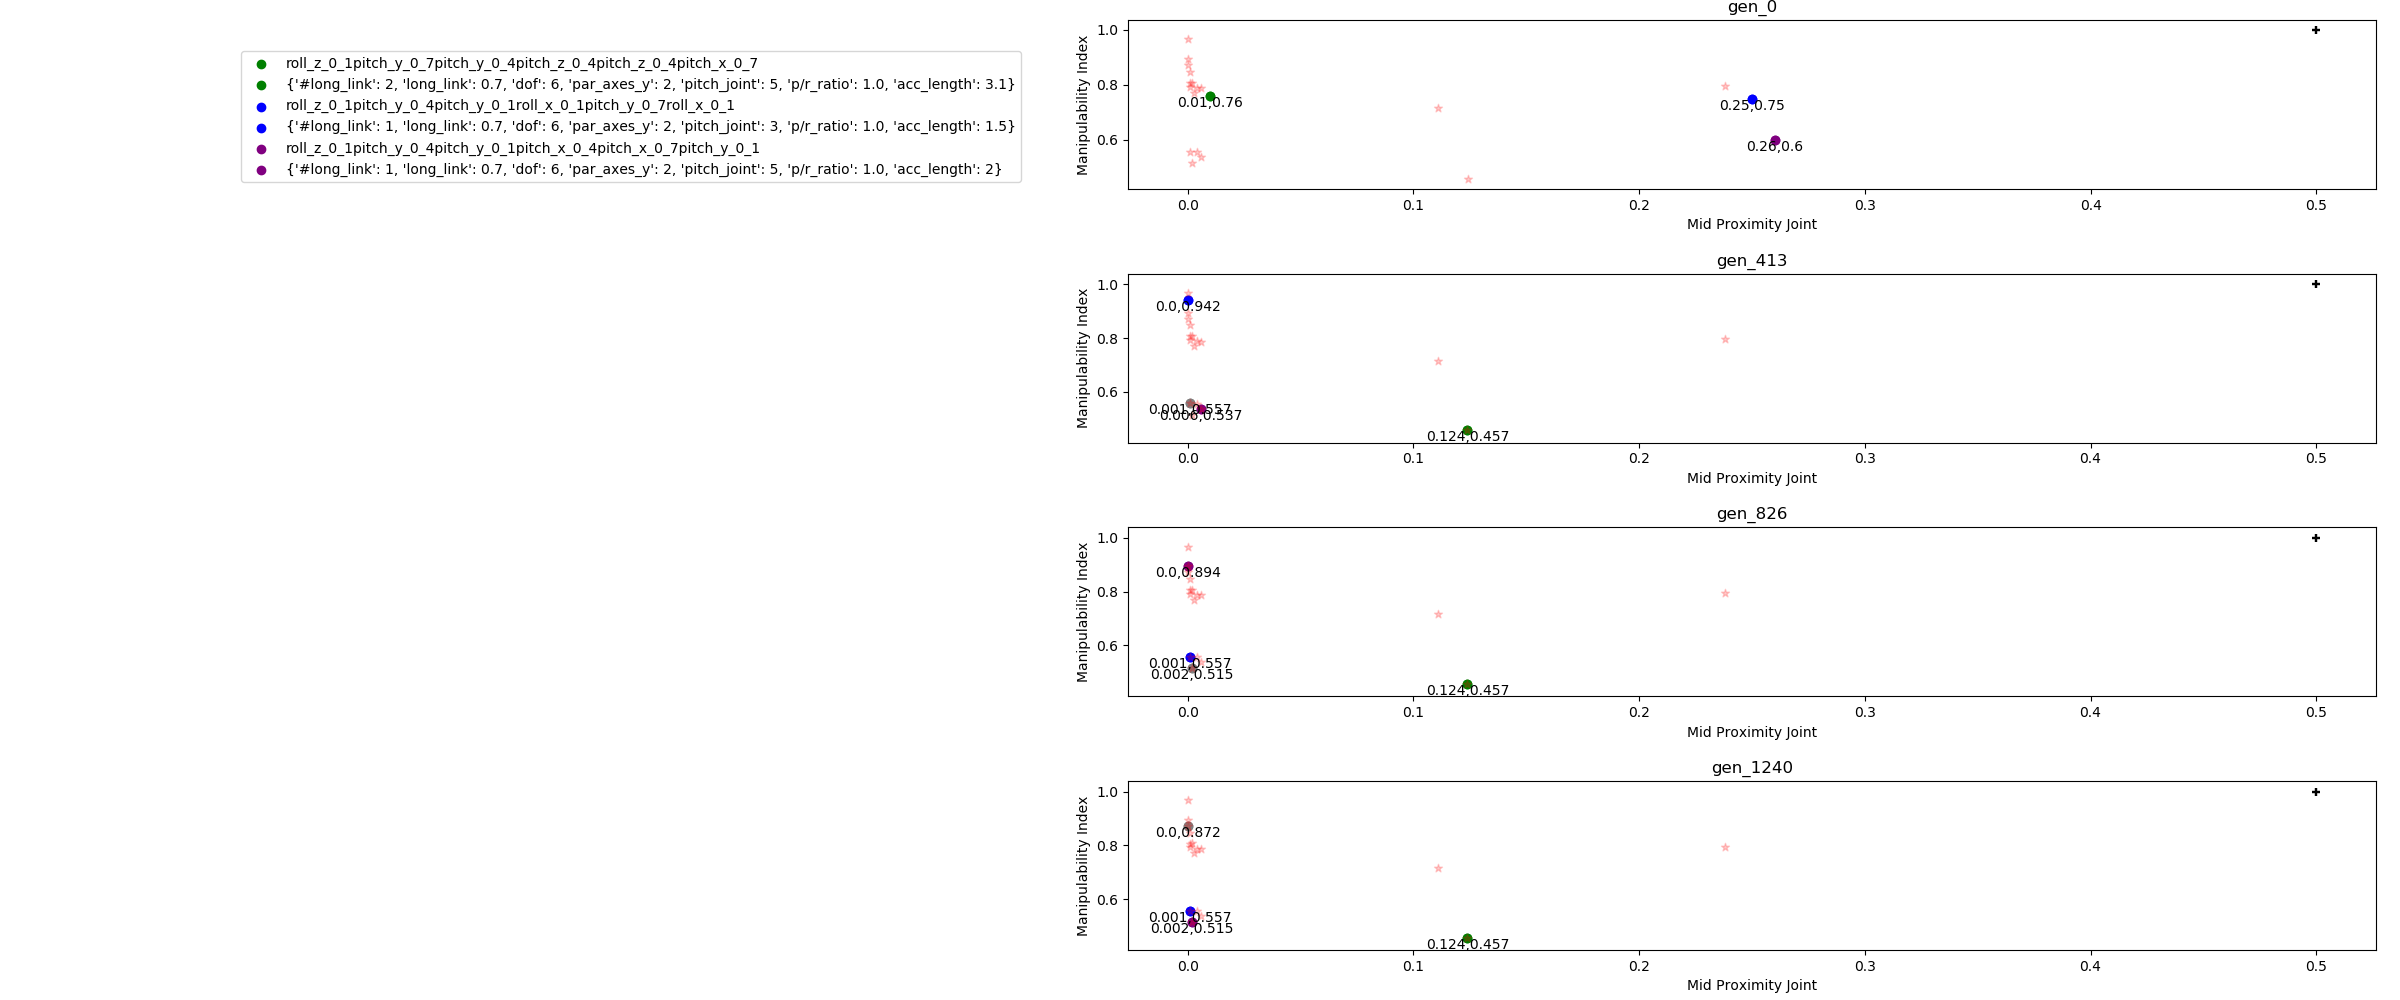 roll_z_0_1pitch_y_0_7pitch_y_0_4pitch_z_0_4pitch_z_0_4pitch_x_0_7
{'#long_link': 2, 'long_link': 0.7, 'dof': 6, 'par_axes_y': 2, 'pitch_joint': 5, 'p/r_ratio': 1.0, 'acc_length': 3.1}
roll_z_0_1pitch_y_0_4pitch_y_0_1roll_x_0_1pitch_y_0_7roll_x_0_1
{'#long_link': 1, 'long_link': 0.7, 'dof': 6, 'par_axes_y': 2, 'pitch_joint': 3, 'p/r_ratio': 1.0, 'acc_length': 1.5}
roll_z_0_1pitch_y_0_4pitch_y_0_1pitch_x_0_4pitch_x_0_7pitch_y_0_1
{'#long_link': 1, 'long_link': 0.7, 'dof': 6, 'par_axes_y': 2, 'pitch_joint': 5, 'p/r_ratio': 1.0, 'acc_length': 2}
gen_0
Manipulability Index
1.0
0.8
0.6
0.01,0.76
0.25,0.75
0.26,0.6
0.0 0.1 0.2 0.3 0.4 0.5
Mid Proximity Joint
gen_413
Manipulability Index
1.0
0.8
0.6
0.0,0.942
0.001,0.557
0.006,0.537
0.124,0.457
0.0 0.1 0.2 0.3 0.4 0.5
Mid Proximity Joint
gen_826
Manipulability Index
1.0
0.8
0.6
0.0,0.894
0.001,0.557
0.002,0.515
0.124,0.457
0.0 0.1 0.2 0.3 0.4 0.5
Mid Proximity Joint
gen_1240
Manipulability Index
1.0
0.8
0.6
0.0,0.872
0.001,0.557
0.002,0.515
0.124,0.457
0.0 0.1 0.2 0.3 0.4 0.5
Mid Proximity Joint